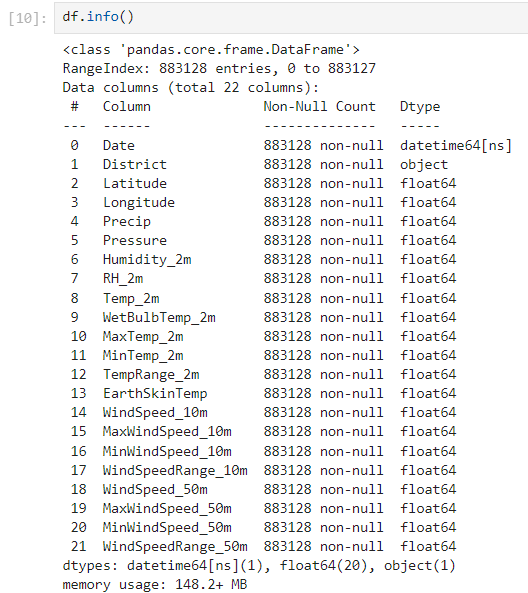 [10]: df.info()
<class 'pandas.core.frame.DataFrame'>
RangeIndex: 883128 entries, 0 to 883127
Data columns (total 22 columns):
 #   Column             Non-Null Count   Dtype
---  ------             --------------   -----
 0   Date               883128 non-null  datetime64[ns]
 1   District           883128 non-null  object
 2   Latitude           883128 non-null  float64
 3   Longitude          883128 non-null  float64
 4   Precip             883128 non-null  float64
 5   Pressure           883128 non-null  float64
 6   Humidity_2m        883128 non-null  float64
 7   RH_2m              883128 non-null  float64
 8   Temp_2m            883128 non-null  float64
 9   WetBulbTemp_2m     883128 non-null  float64
 10  MaxTemp_2m         883128 non-null  float64
 11  MinTemp_2m         883128 non-null  float64
 12  TempRange_2m       883128 non-null  float64
 13  EarthSkinTemp      883128 non-null  float64
 14  WindSpeed_10m      883128 non-null  float64
 15  MaxWindSpeed_10m   883128 non-null  float64
 16  MinWindSpeed_10m   883128 non-null  float64
 17  WindSpeedRange_10m 883128 non-null  float64
 18  WindSpeed_50m      883128 non-null  float64
 19  MaxWindSpeed_50m   883128 non-null  float64
 20  MinWindSpeed_50m   883128 non-null  float64
 21  WindSpeedRange_50m 883128 non-null  float64
dtypes: datetime64[ns](1), float64(20), object(1)
memory usage: 148.2+ MB